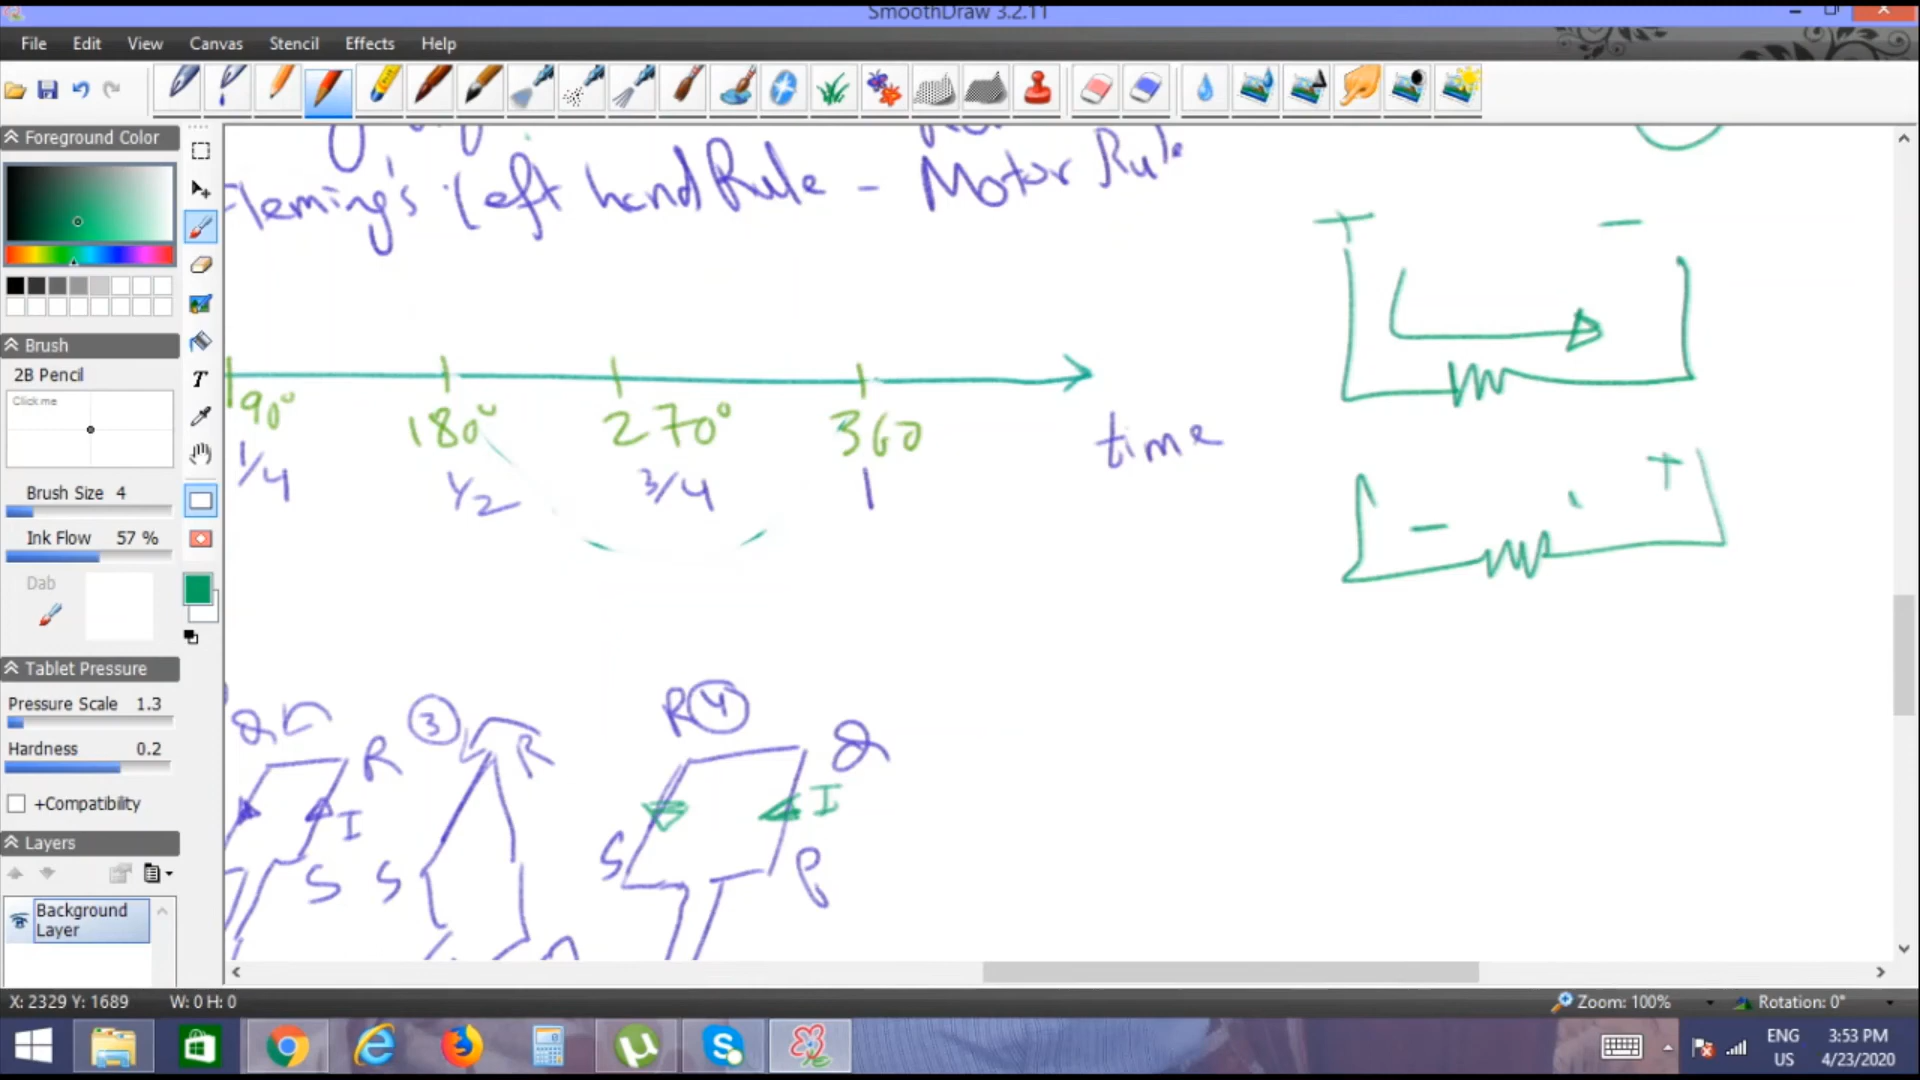 SmoothDraw 3.2.11
File Edit View Canvas Stencil Effects Help
Foreground Color
Brush
2B Pencil
Click me
Brush Size 4
Ink Flow 57 %
Dab
Tablet Pressure
Pressure Scale 1.3
Hardness 0.2
+Compatibility
Layers
Background
Layer
Fleming's left hand Rule - Motor Rule
+ -
90° 180° 270° 360
time
1/4 1/2 3/4 1
- +
R 4
3
Q R R Q
I I
S S S P
X: 2329 Y: 1689 W: 0 H: 0
Zoom: 100% Rotation: 0°
ENG 3:53 PM
US 4/23/2020